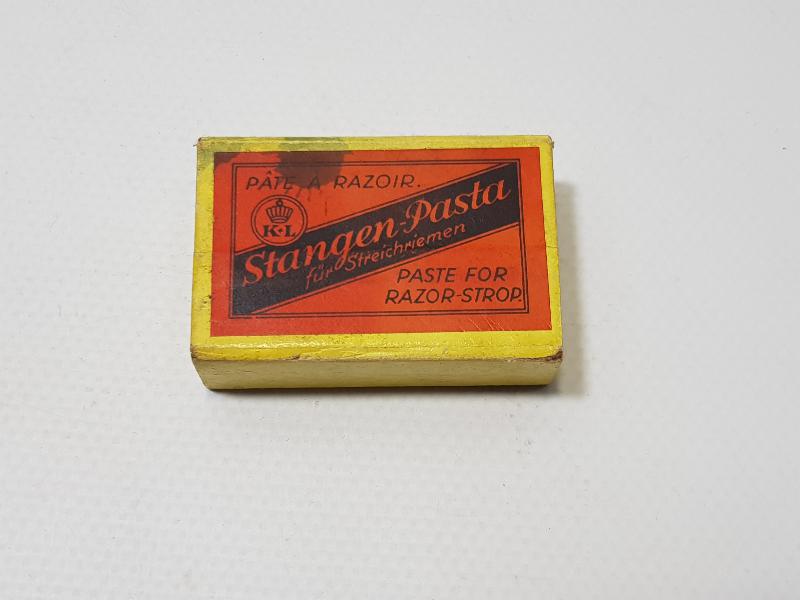 PÂTE A RAZOIR.
K·L
Stangen-Pasta
für Streichriemen
PASTE FOR
RAZOR-STROP.